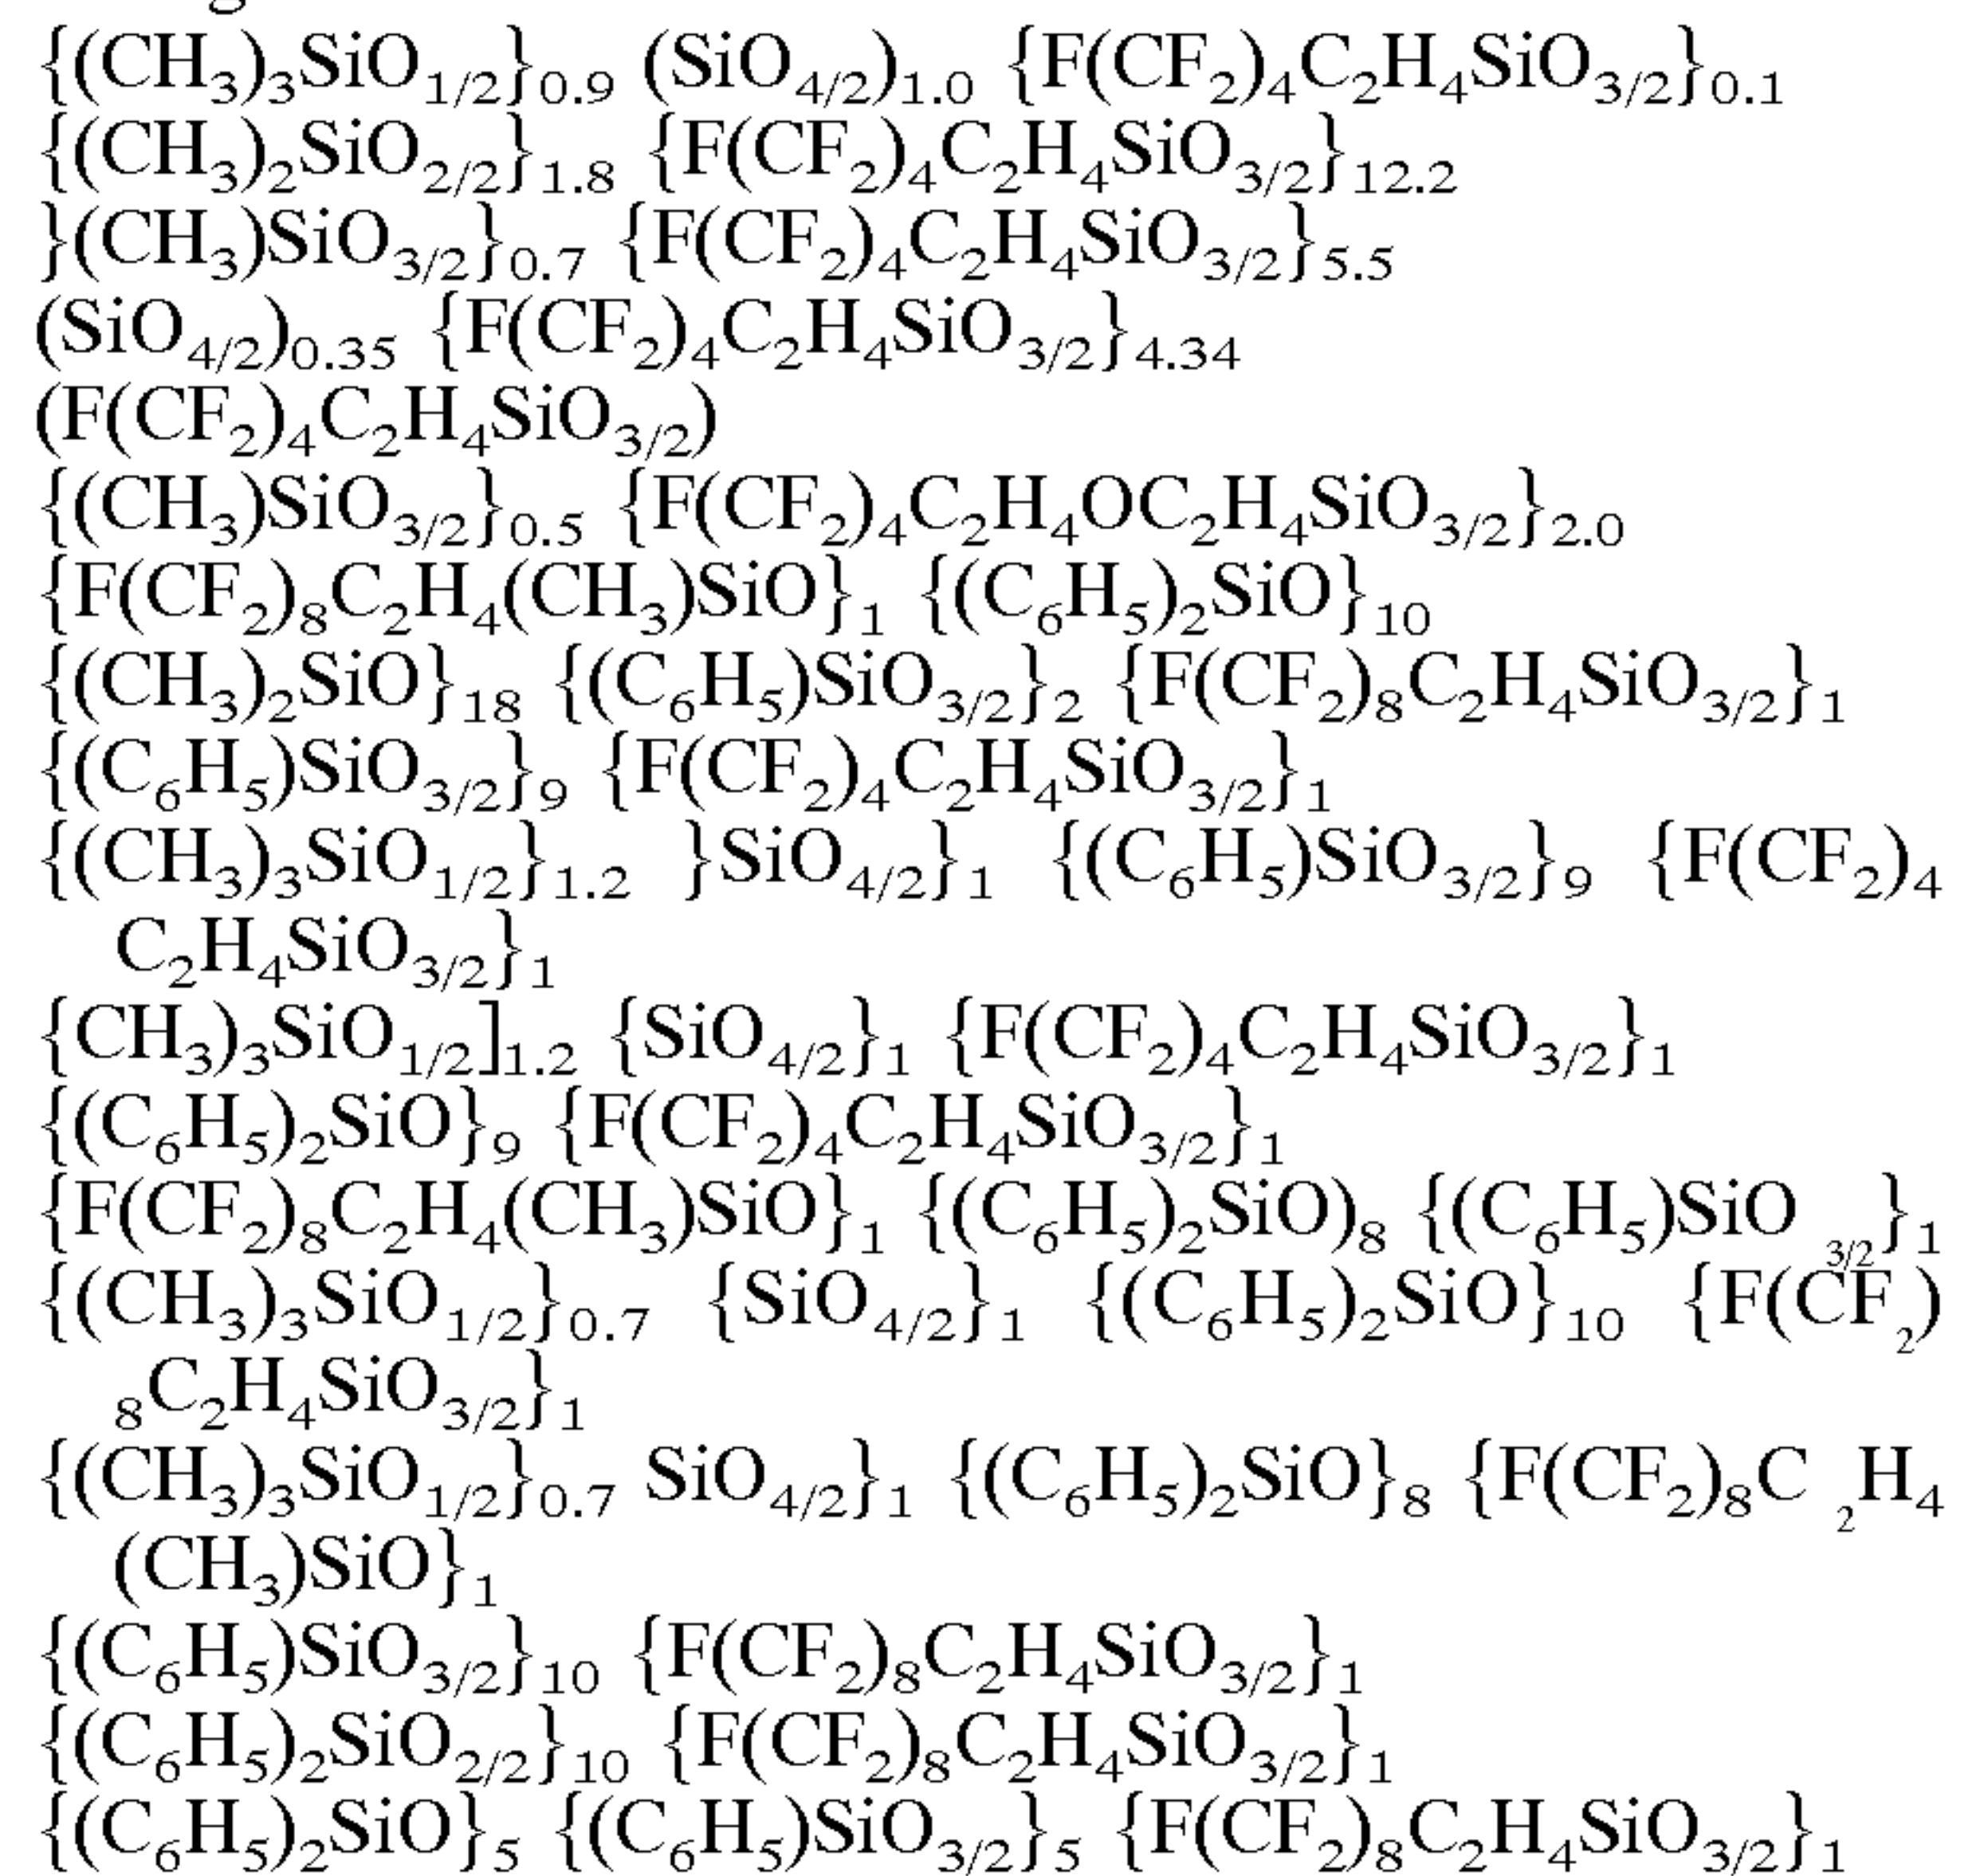 {(CH₃)₃SiO₁/₂}₀.₉ (SiO₄/₂)₁.₀ {F(CF₂)₄C₂H₄SiO₃/₂}₀.₁
{(CH₃)₂SiO₂/₂}₁.₈ {F(CF₂)₄C₂H₄SiO₃/₂}₁₂.₂
}(CH₃)SiO₃/₂}₀.₇ {F(CF₂)₄C₂H₄SiO₃/₂}₅.₅
(SiO₄/₂)₀.₃₅ {F(CF₂)₄C₂H₄SiO₃/₂}₄.₃₄
(F(CF₂)₄C₂H₄SiO₃/₂)
{(CH₃)SiO₃/₂}₀.₅ {F(CF₂)₄C₂H₄OC₂H₄SiO₃/₂}₂.₀
{F(CF₂)₈C₂H₄(CH₃)SiO}₁ {(C₆H₅)₂SiO}₁₀
{(CH₃)₂SiO}₁₈ {(C₆H₅)SiO₃/₂}₂ {F(CF₂)₈C₂H₄SiO₃/₂}₁
{(C₆H₅)SiO₃/₂}₉ {F(CF₂)₄C₂H₄SiO₃/₂}₁
{(CH₃)₃SiO₁/₂}₁.₂ }SiO₄/₂}₁ {(C₆H₅)SiO₃/₂}₉ {F(CF₂)₄
C₂H₄SiO₃/₂}₁
{CH₃)₃SiO₁/₂]₁.₂ {SiO₄/₂}₁ {F(CF₂)₄C₂H₄SiO₃/₂}₁
{(C₆H₅)₂SiO}₉ {F(CF₂)₄C₂H₄SiO₃/₂}₁
{F(CF₂)₈C₂H₄(CH₃)SiO}₁ {(C₆H₅)₂SiO)₈ {(C₆H₅)SiO ₃/₂}₁
{(CH₃)₃SiO₁/₂}₀.₇ {SiO₄/₂}₁ {(C₆H₅)₂SiO}₁₀ {F(CF₂)
₈C₂H₄SiO₃/₂}₁
{(CH₃)₃SiO₁/₂}₀.₇ SiO₄/₂}₁ {(C₆H₅)₂SiO}₈ {F(CF₂)₈C ₂H₄
(CH₃)SiO}₁
{(C₆H₅)SiO₃/₂}₁₀ {F(CF₂)₈C₂H₄SiO₃/₂}₁
{(C₆H₅)₂SiO₂/₂}₁₀ {F(CF₂)₈C₂H₄SiO₃/₂}₁
{(C₆H₅)₂SiO}₅ {(C₆H₅)SiO₃/₂}₅ {F(CF₂)₈C₂H₄SiO₃/₂}₁